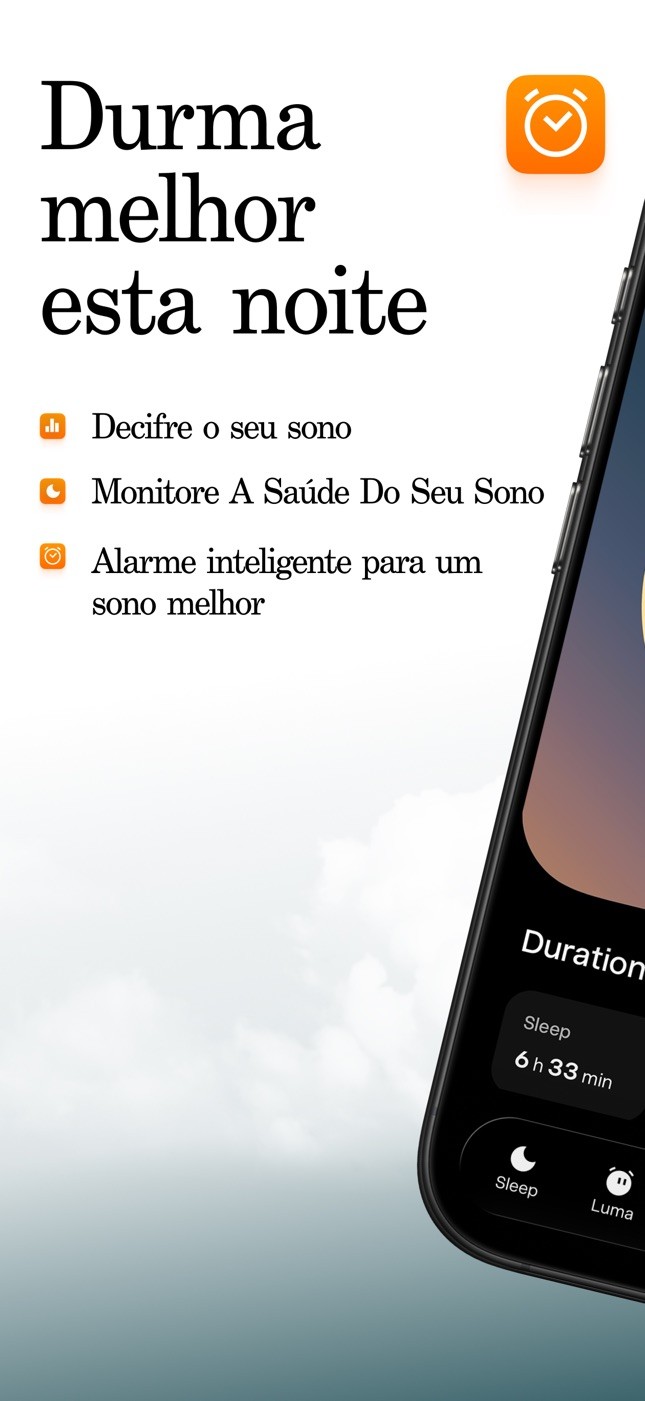 Durma
melhor
esta noite
Decifre o seu sono
Monitore A Saúde Do Seu Sono
Alarme inteligente para um
sono melhor
Duration
Sleep
6 h 33 min
Sleep
Luma